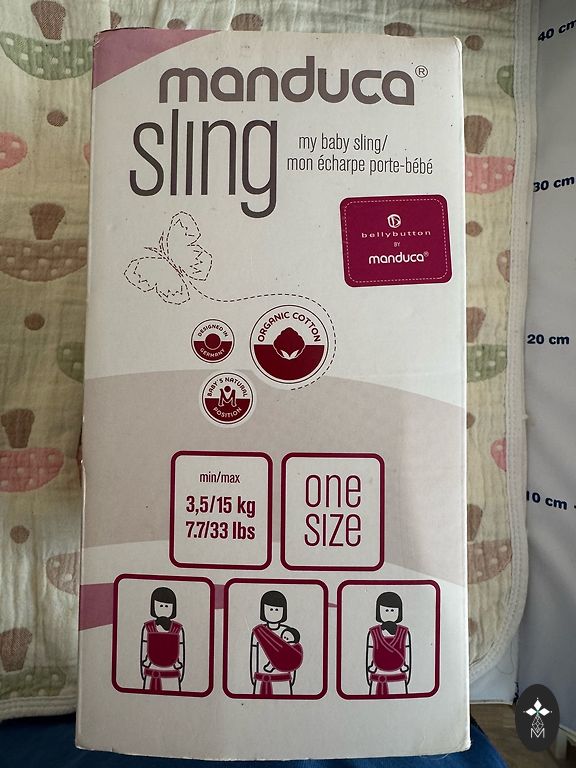 manduca®
sling
my baby sling/
mon écharpe porte-bébé
bellybutton
BY
manduca®
DESIGNED IN
GERMANY
ORGANIC COTTON
BABY'S NATURAL
POSITION
min/max
3,5/15 kg
7.7/33 lbs
one
size
40 cm
30 cm
20 cm
10 cm
M